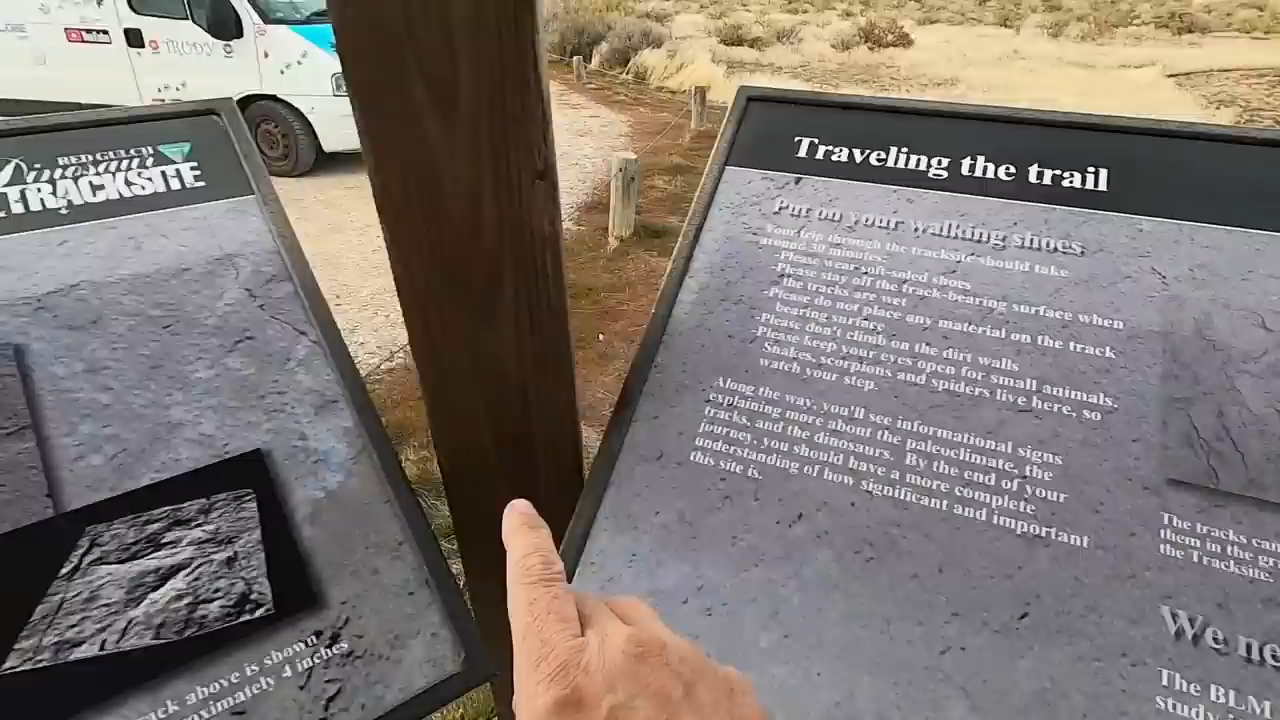 YouTube
TRUDY
RED GULCH
Dinosaur
TRACKSITE
ack above is shown
roximately 4 inches
Traveling the trail
Put on your walking shoes
Your trip through the tracksite should take
around 30 minutes:
-Please wear soft-soled shoes
-Please stay off the track-bearing surface when
the tracks are wet
-Please do not place any material on the track
bearing surface
-Please don't climb on the dirt walls
-Please keep your eyes open for small animals.
Snakes, scorpions and spiders live here, so
watch your step.
Along the way, you'll see informational signs
explaining more about the paleoclimate, the
tracks, and the dinosaurs. By the end of your
journey, you should have a more complete
understanding of how significant and important
this site is.
The tracks can
them in the gr
the Tracksite.
We ne
The BLM
study